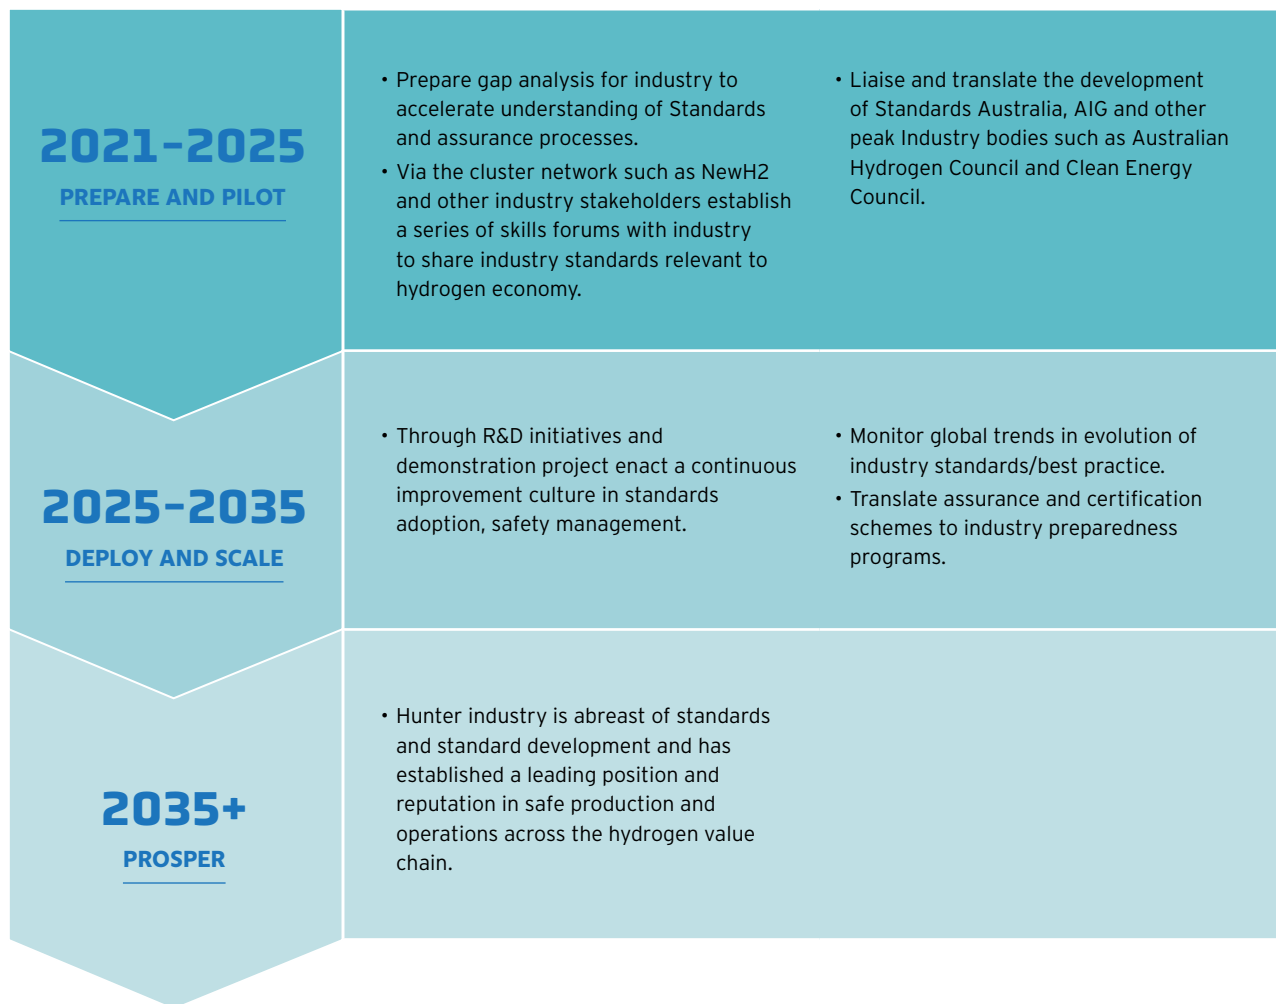 2021–2025
PREPARE AND PILOT
• Prepare gap analysis for industry to
accelerate understanding of Standards
and assurance processes.
• Via the cluster network such as NewH2
and other industry stakeholders establish
a series of skills forums with industry
to share industry standards relevant to
hydrogen economy.
• Liaise and translate the development
of Standards Australia, AIG and other
peak Industry bodies such as Australian
Hydrogen Council and Clean Energy
Council.
2025–2035
DEPLOY AND SCALE
• Through R&D initiatives and
demonstration project enact a continuous
improvement culture in standards
adoption, safety management.
• Monitor global trends in evolution of
industry standards/best practice.
• Translate assurance and certification
schemes to industry preparedness
programs.
2035+
PROSPER
• Hunter industry is abreast of standards
and standard development and has
established a leading position and
reputation in safe production and
operations across the hydrogen value
chain.